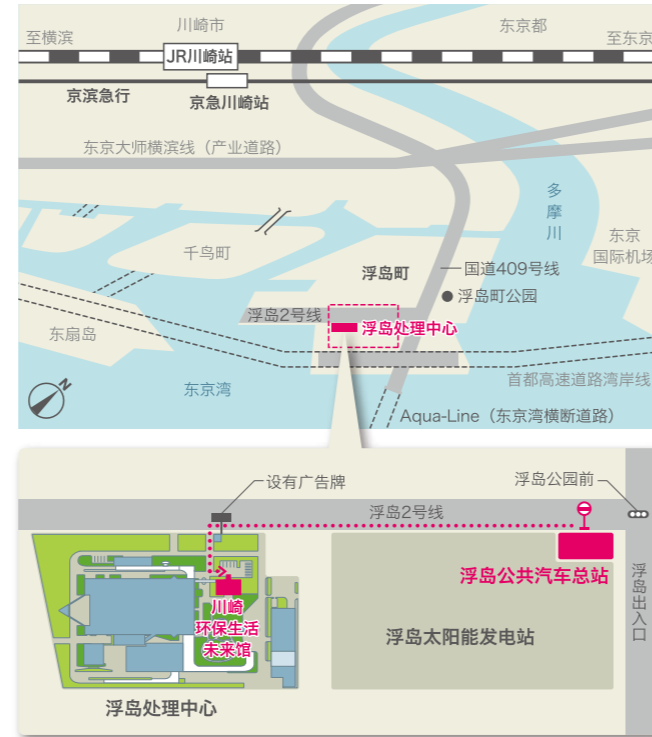 川崎市
东京都
至横滨
至东京
JR川崎站
京滨急行
京急川崎站
东京大师横滨线（产业道路）
多摩川
千鸟町
东京
国际机场
浮岛町
国道409号线
浮岛町公园
浮岛2号线
浮岛处理中心
东扇岛
东京湾
首都高速道路湾岸线
N
Aqua-Line（东京湾横断道路）
设有广告牌
浮岛公园前
浮岛2号线
浮岛公共汽车总站
浮岛出入口
川崎
环保生活
未来馆
浮岛太阳能发电站
浮岛处理中心